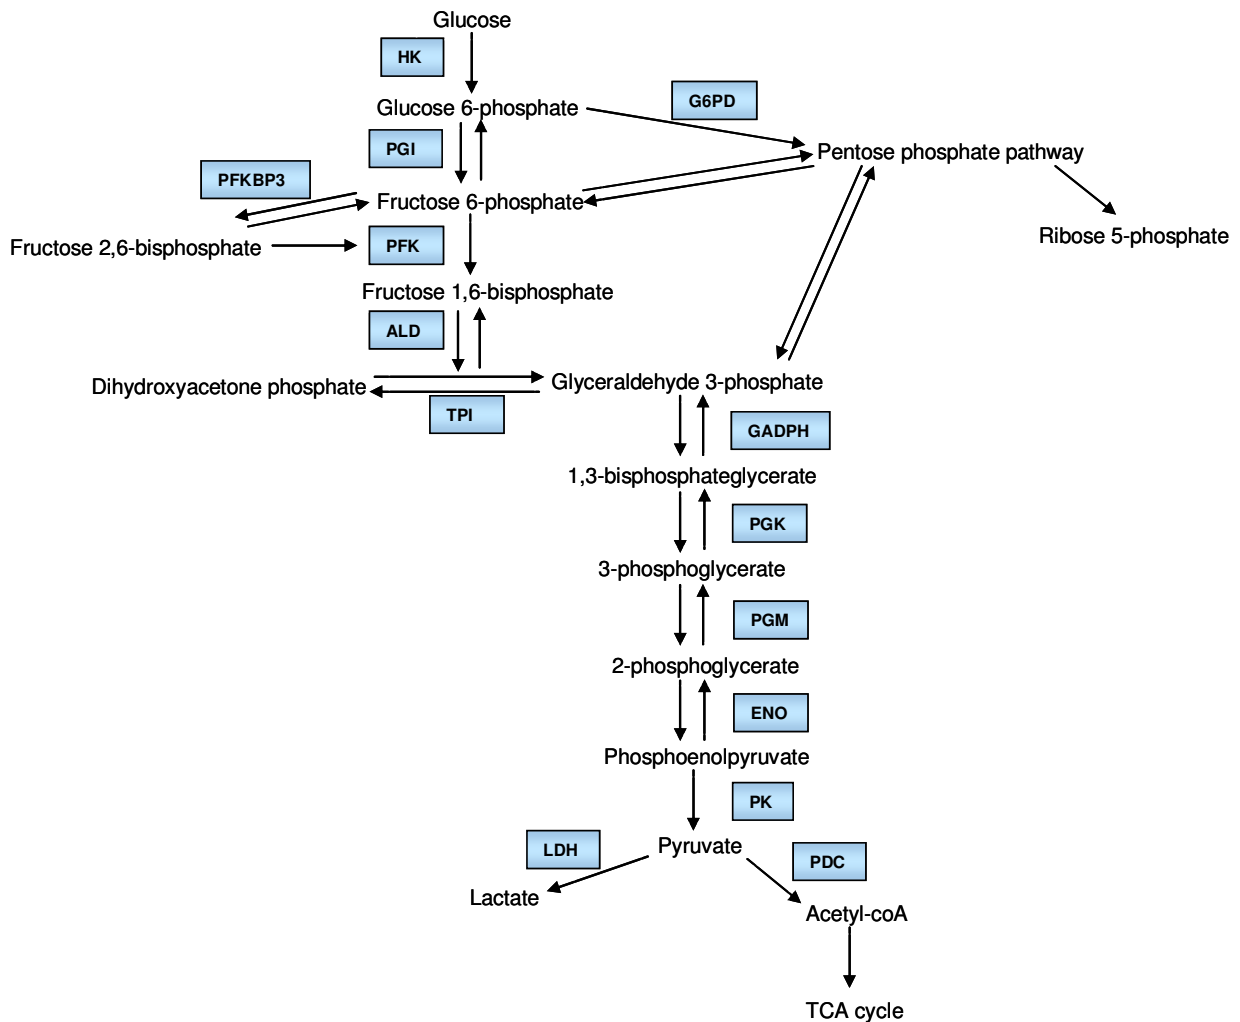 Glucose
HK
Glucose 6-phosphate
G6PD
PGI
Pentose phosphate pathway
PFKBP3
Fructose 6-phosphate
Ribose 5-phosphate
Fructose 2,6-bisphosphate
PFK
Fructose 1,6-bisphosphate
ALD
Dihydroxyacetone phosphate
Glyceraldehyde 3-phosphate
TPI
GADPH
1,3-bisphosphateglycerate
PGK
3-phosphoglycerate
PGM
2-phosphoglycerate
ENO
Phosphoenolpyruvate
PK
Pyruvate
LDH
PDC
Lactate
Acetyl-coA
TCA cycle